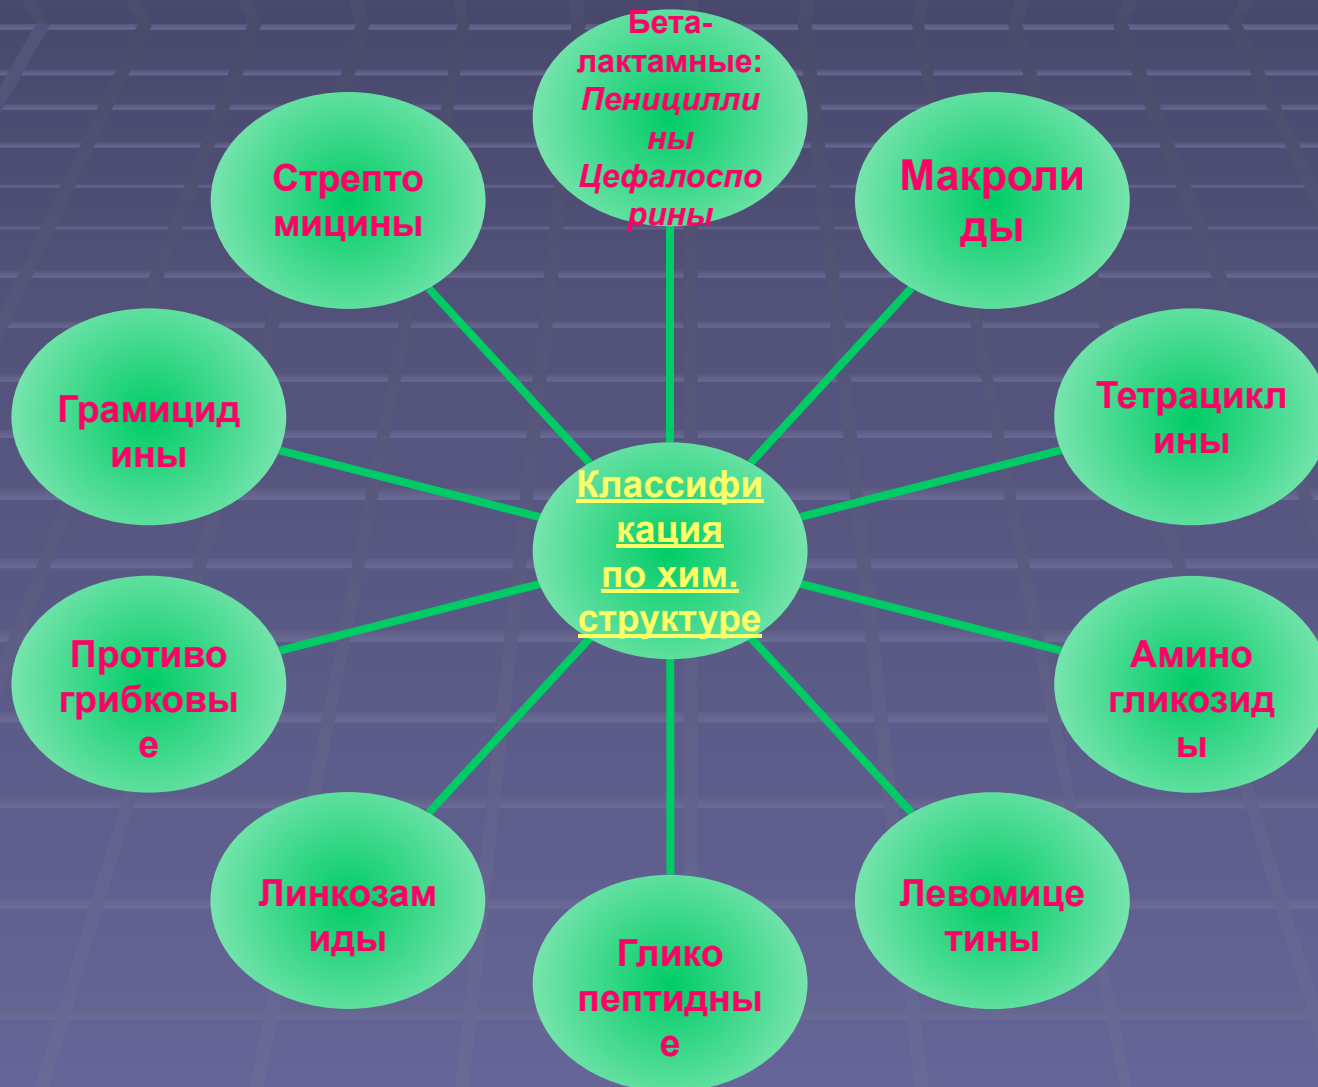 Бета-
лактамные:
Пеницилли
ны
Цефалоспо
рины
Стрепто
мицины
Макроли
ды
Грамицид
ины
Тетрацикл
ины
Классифи
кация
по хим.
структуре
Противо
грибковы
е
Амино
гликозид
ы
Линкозам
иды
Левомице
тины
Глико
пептидны
е